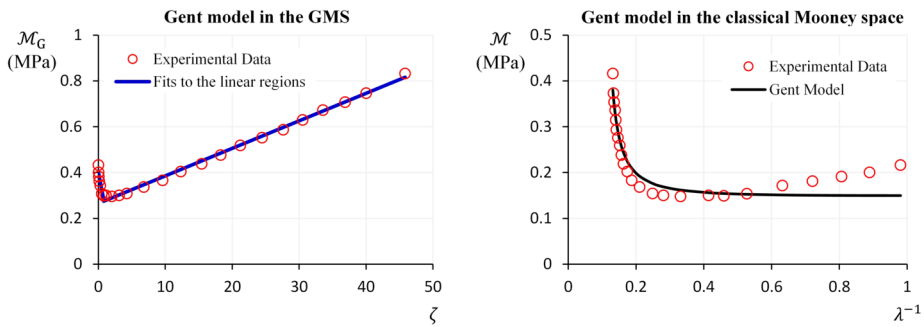 Gent model in the GMS
ℳG
(MPa)
Experimental Data
Fits to the linear regions
1
0.8
0.6
0.4
0.2
0
0 10 20 30 40 50
ζ
Gent model in the classical Mooney space
ℳ
(MPa)
Experimental Data
Gent Model
0.5
0.4
0.3
0.2
0.1
0
0 0.2 0.4 0.6 0.8 1
λ⁻¹